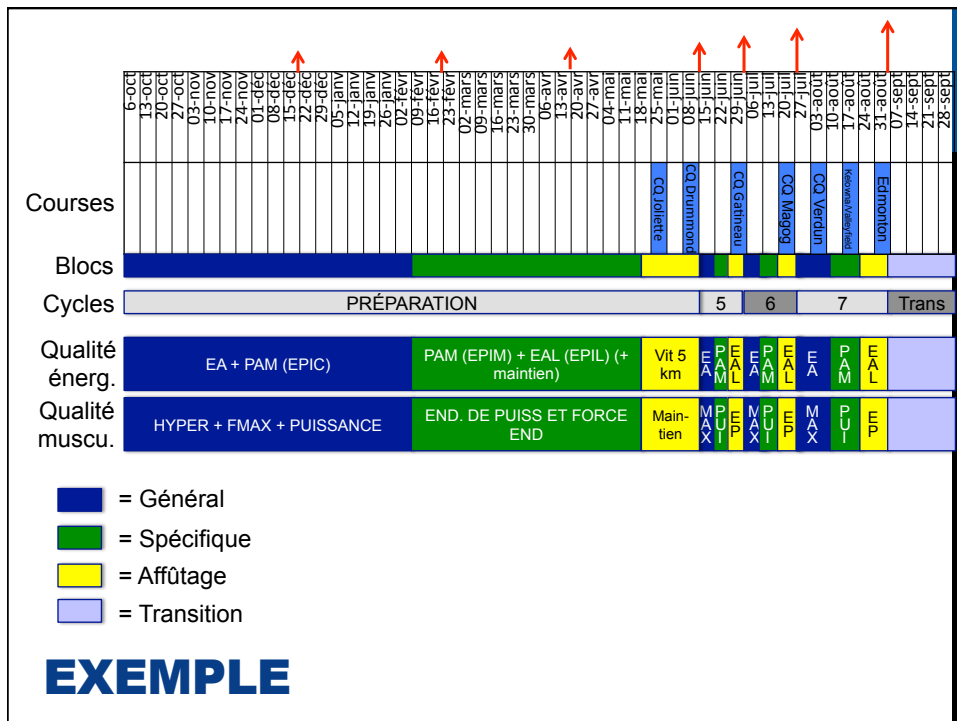 6-oct
13-oct
20-oct
27-oct
03-nov
10-nov
17-nov
24-nov
01-déc
08-déc
15-déc
22-déc
29-déc
05-janv
12-janv
19-janv
26-janv
02-févr
09-févr
16-févr
23-févr
02-mars
09-mars
16-mars
23-mars
30-mars
06-avr
13-avr
20-avr
27-avr
04-mai
11-mai
18-mai
25-mai
01-juin
08-juin
15-juin
22-juin
29-juin
06-juil
13-juil
20-juil
27-juil
03-août
10-août
17-août
24-août
31-août
07-sept
14-sept
21-sept
28-sept
Courses
CQ Joliette
CQ Drummond
CQ Gatineau
CQ Magog
CQ Verdun
Kelowna/Valleyfield
Edmonton
Blocs
Cycles
PRÉPARATION
5
6
7
Trans
Qualité
énerg.
EA + PAM (EPIC)
PAM (EPIM) + EAL (EPIL) (+
maintien)
Vit 5
km
EA
PAM
EAL
EA
PAM
EAL
EA
PAM
EAL
Qualité
muscu.
HYPER + FMAX + PUISSANCE
END. DE PUISS ET FORCE
END
Main-
tien
MAX
PUI
EP
MAX
PUI
EP
MAX
PUI
EP
= Général
= Spécifique
= Affûtage
= Transition
EXEMPLE